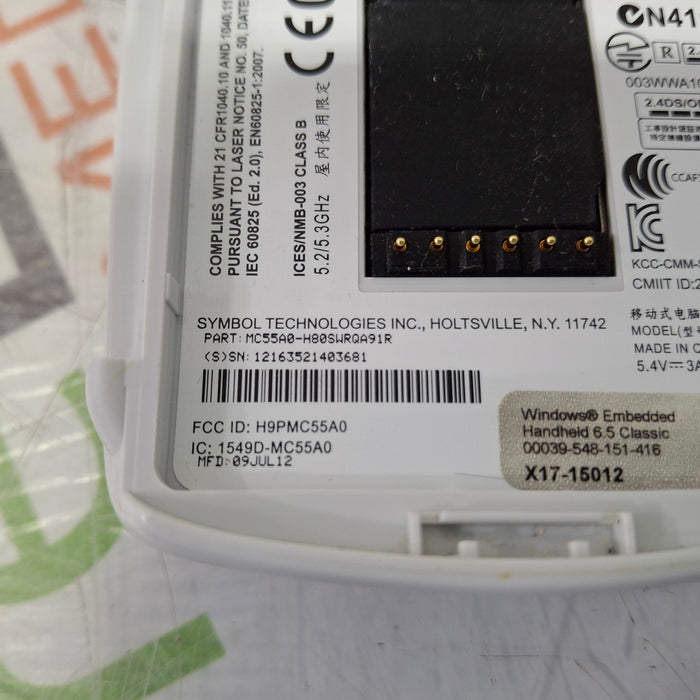 COMPLIES WITH 21 CFR1040.10 AND 1040.11
PURSUANT TO LASER NOTICE NO. 50, DATE
IEC 60825 (Ed. 2.0), EN60825-1:2007.
ICES/NMB-003 CLASS B
5.2/5.3GHz 屋内使用限定
CE
N41
R
003WWA10
2.4DS/O
CCAF
KCC-CMM-
CMIIT ID:2
移动式电脑
MODEL(型
MADE IN C
5.4V⎓3A
SYMBOL TECHNOLOGIES INC., HOLTSVILLE, N.Y. 11742
PART:MC55A0-H80SWRQA91R
(S)SN:12163521403681
FCC ID: H9PMC55A0
IC: 1549D-MC55A0
MFD:09JUL12
Windows® Embedded
Handheld 6.5 Classic
00039-548-151-416
X17-15012